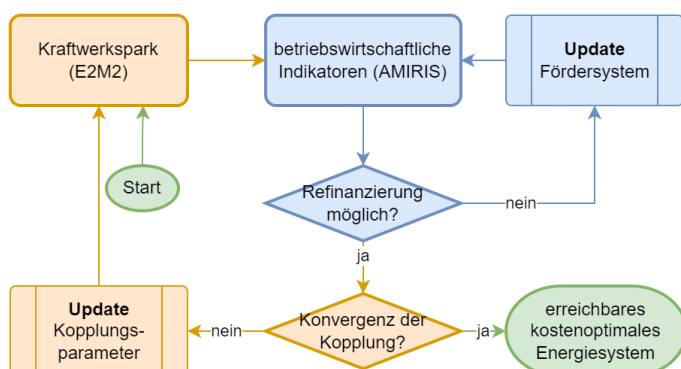 Kraftwerkspark
(E2M2)
betriebswirtschaftliche
Indikatoren (AMIRIS)
Update
Fördersystem
Start
Refinanzierung
möglich?
nein
ja
Update
Kopplungs-
parameter
nein
Konvergenz der
Kopplung?
ja
erreichbares
kostenoptimales
Energiesystem